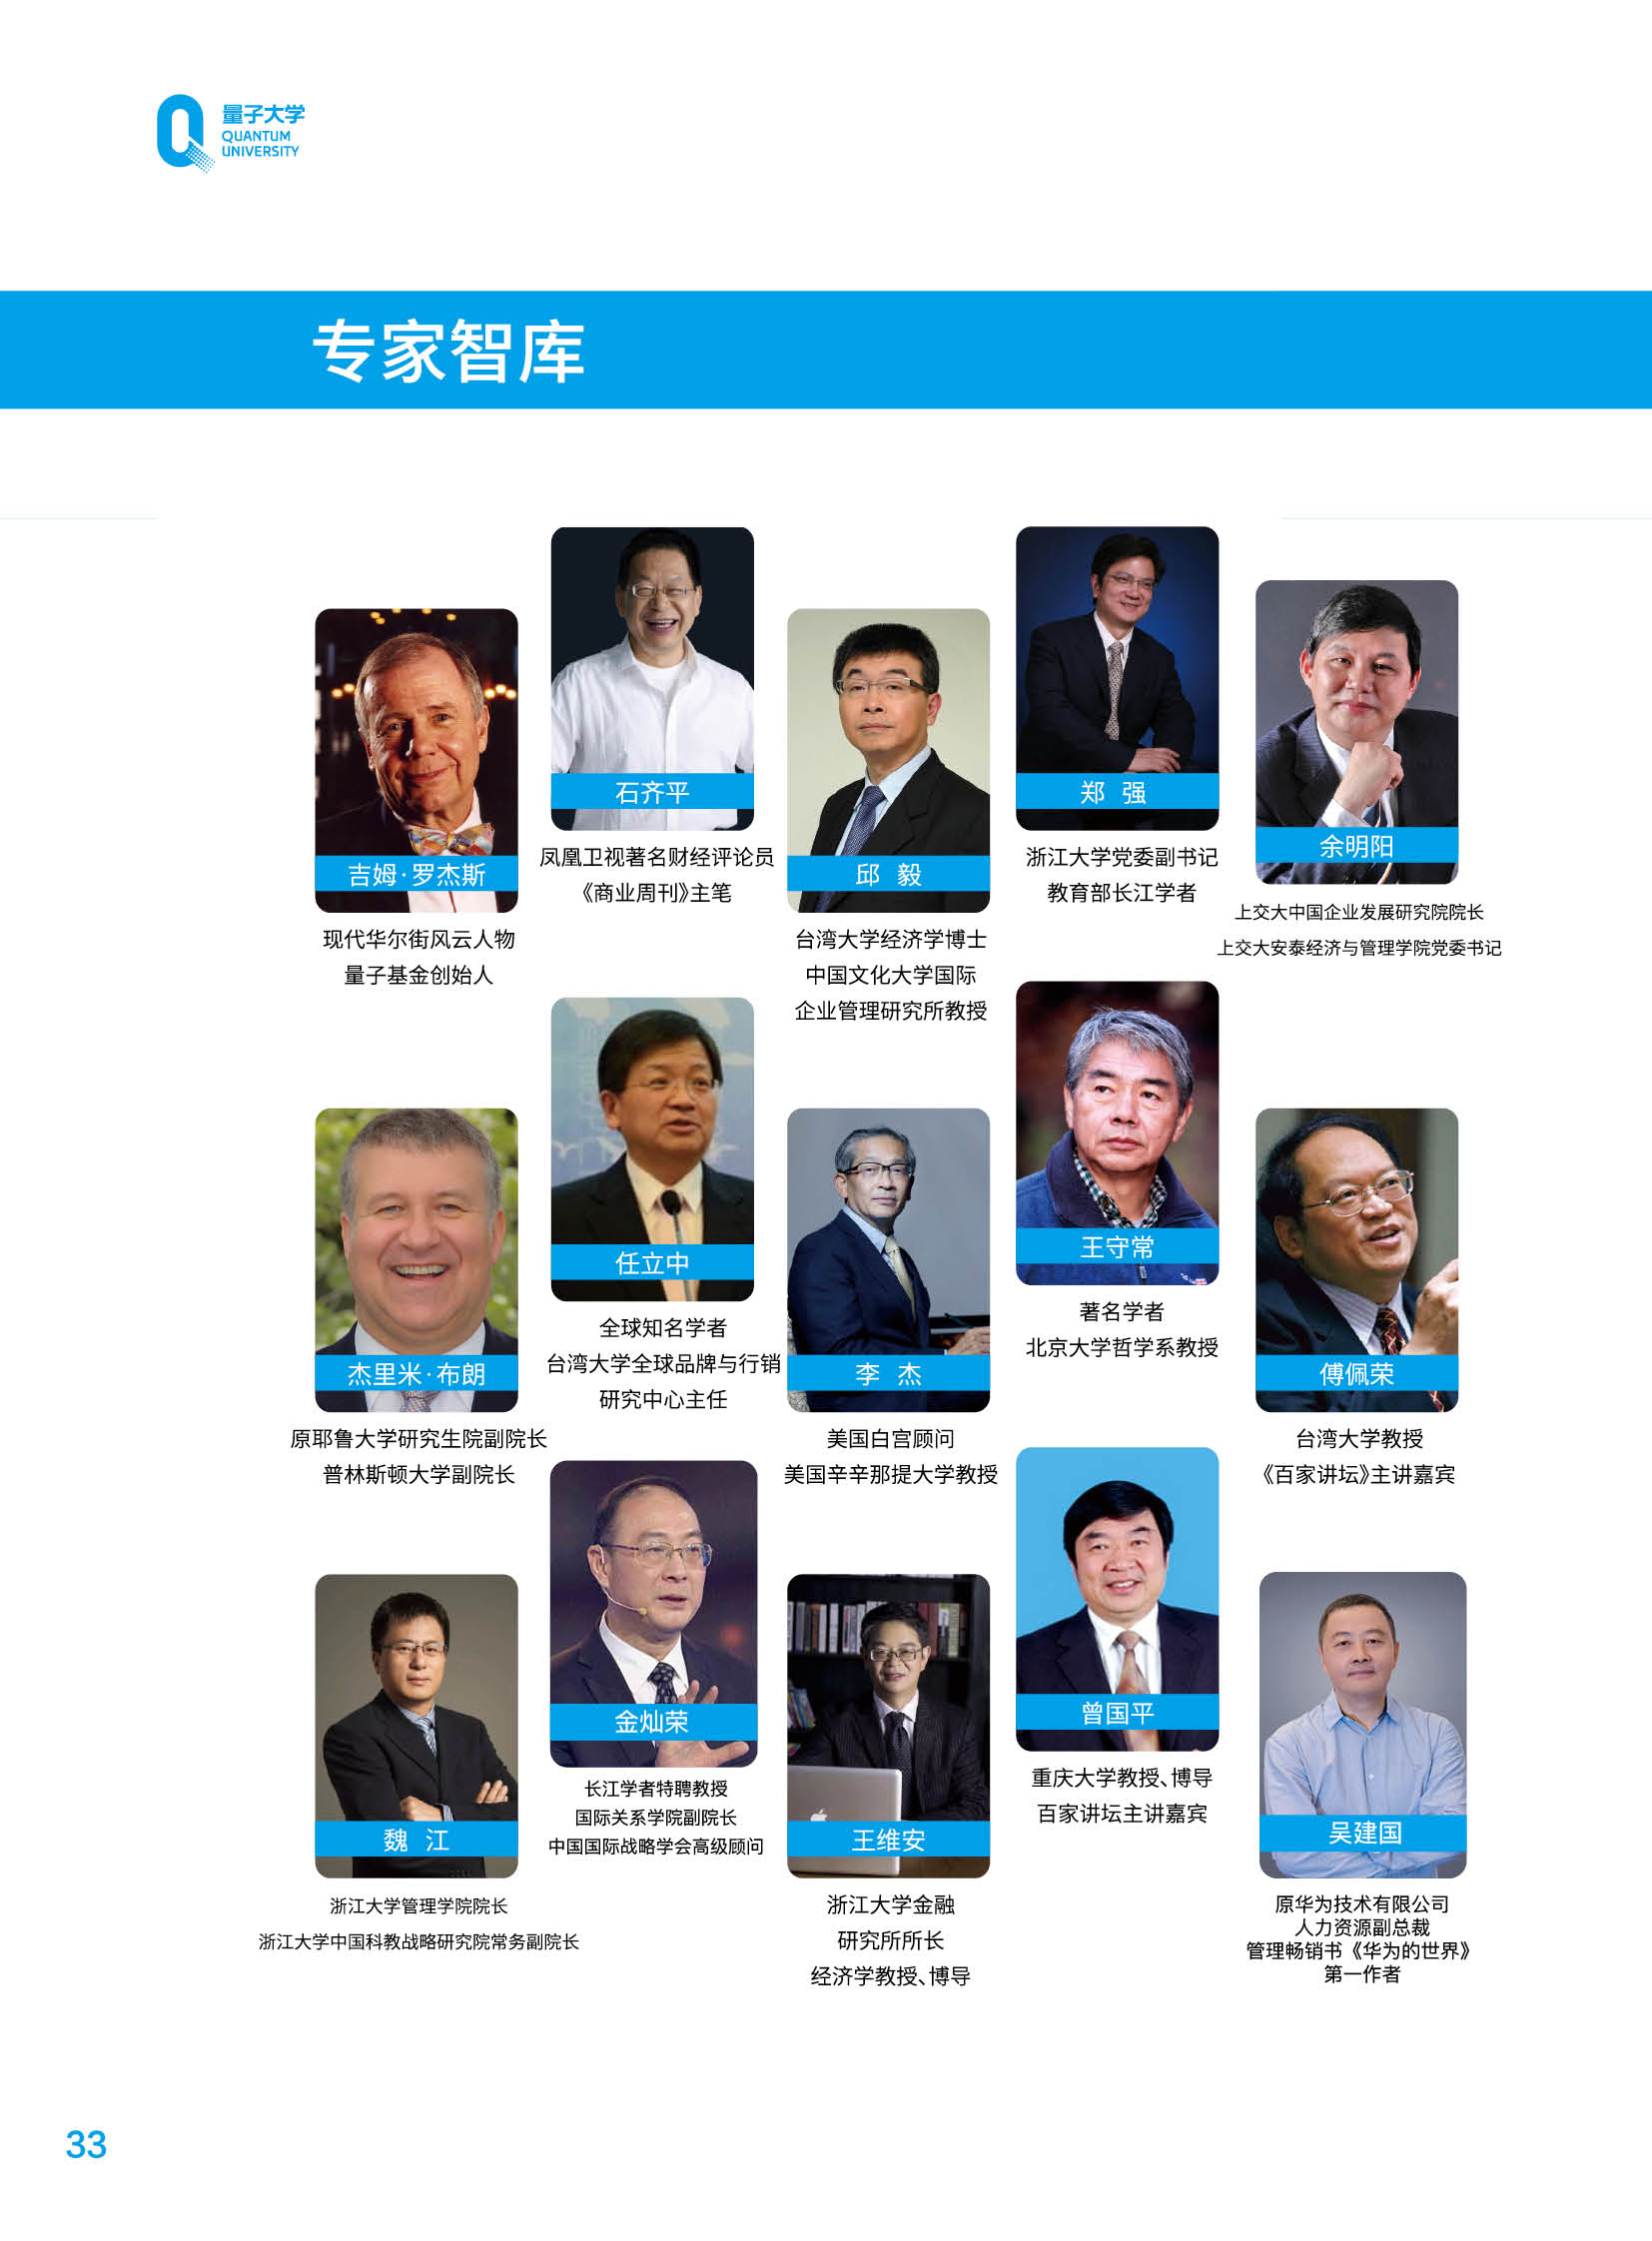 量子大学
QUANTUM
UNIVERSITY
专家智库
吉姆·罗杰斯
现代华尔街风云人物
量子基金创始人
石齐平
凤凰卫视著名财经评论员
《商业周刊》主笔
邱 毅
台湾大学经济学博士
中国文化大学国际
企业管理研究所教授
郑 强
浙江大学党委副书记
教育部长江学者
余明阳
上交大中国企业发展研究院院长
上交大安泰经济与管理学院党委书记
杰里米·布朗
原耶鲁大学研究生院副院长
普林斯顿大学副院长
任立中
全球知名学者
台湾大学全球品牌与行销
研究中心主任
李 杰
美国白宫顾问
美国辛辛那提大学教授
王守常
著名学者
北京大学哲学系教授
傅佩荣
台湾大学教授
《百家讲坛》主讲嘉宾
魏 江
浙江大学管理学院院长
浙江大学中国科教战略研究院常务副院长
金灿荣
长江学者特聘教授
国际关系学院副院长
中国国际战略学会高级顾问
王维安
浙江大学金融
研究所所长
经济学教授、博导
曾国平
重庆大学教授、博导
百家讲坛主讲嘉宾
吴建国
原华为技术有限公司
人力资源副总裁
管理畅销书《华为的世界》
第一作者
33